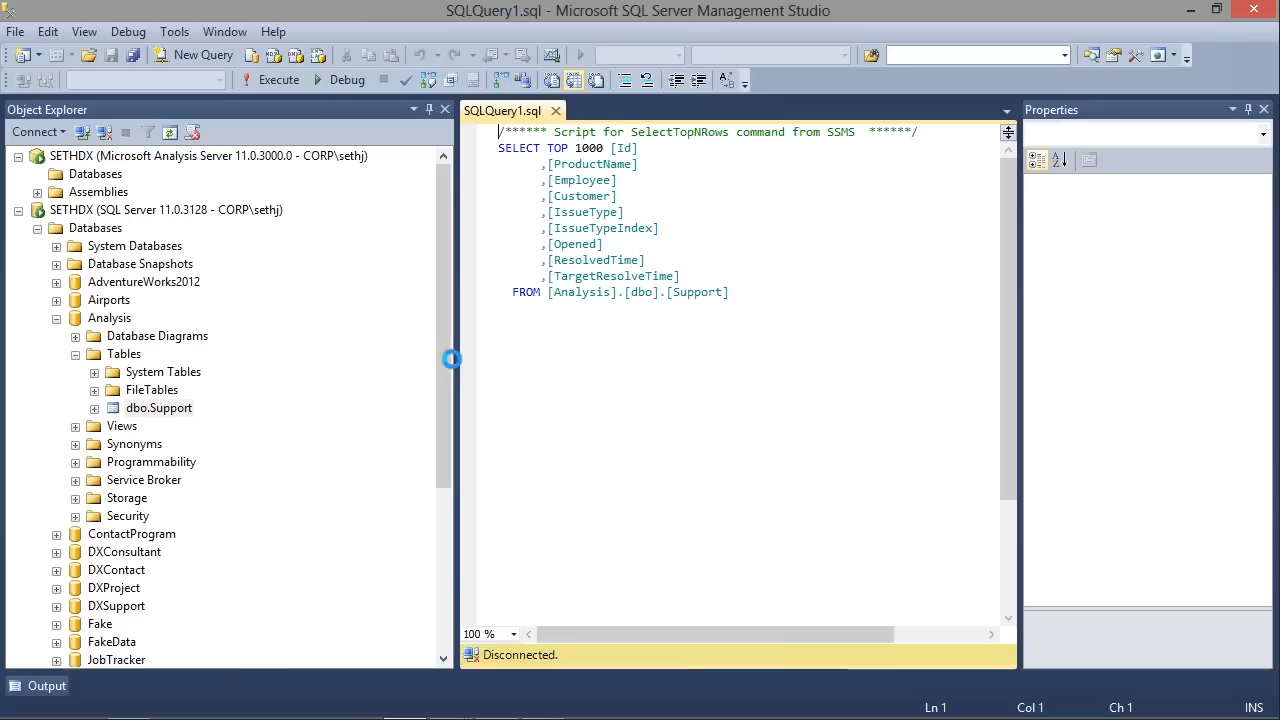 SQLQuery1.sql - Microsoft SQL Server Management Studio
File Edit View Debug Tools Window Help
New Query
Execute Debug
Object Explorer
Connect
SETHDX (Microsoft Analysis Server 11.0.3000.0 - CORP\sethj)
Databases
Assemblies
SETHDX (SQL Server 11.0.3128 - CORP\sethj)
Databases
System Databases
Database Snapshots
AdventureWorks2012
Airports
Analysis
Database Diagrams
Tables
System Tables
FileTables
dbo.Support
Views
Synonyms
Programmability
Service Broker
Storage
Security
ContactProgram
DXConsultant
DXContact
DXProject
DXSupport
Fake
FakeData
JobTracker
SQLQuery1.sql
/****** Script for SelectTopNRows command from SSMS ******/
SELECT TOP 1000 [Id]
,[ProductName]
,[Employee]
,[Customer]
,[IssueType]
,[IssueTypeIndex]
,[Opened]
,[ResolvedTime]
,[TargetResolveTime]
FROM [Analysis].[dbo].[Support]
100 %
Disconnected.
Properties
Output
Ln 1 Col 1 Ch 1 INS